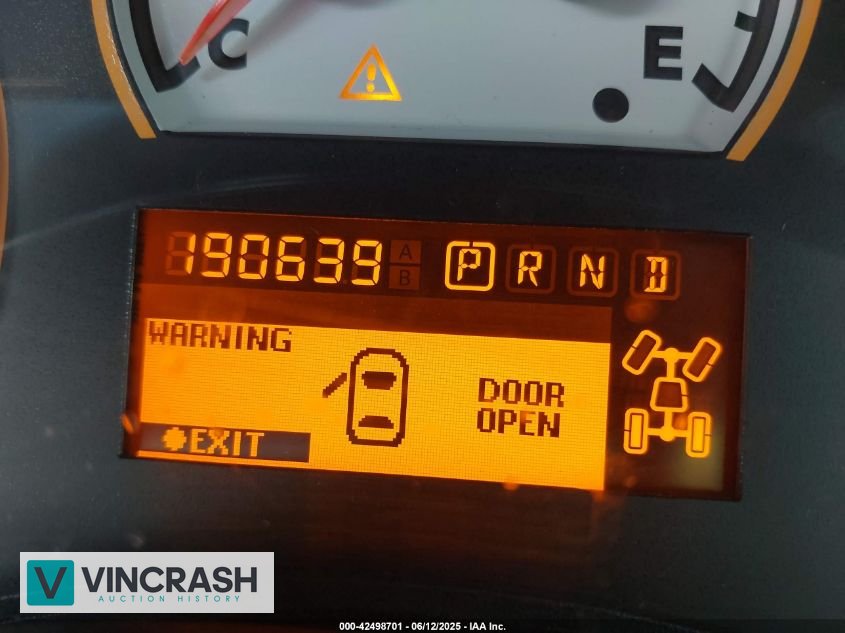 C
E
190639 A
B
P R N D
WARNING
DOOR
OPEN
EXIT
V VINCRASH
AUCTION HISTORY
000-42498701 - 06/12/2025 - IAA Inc.